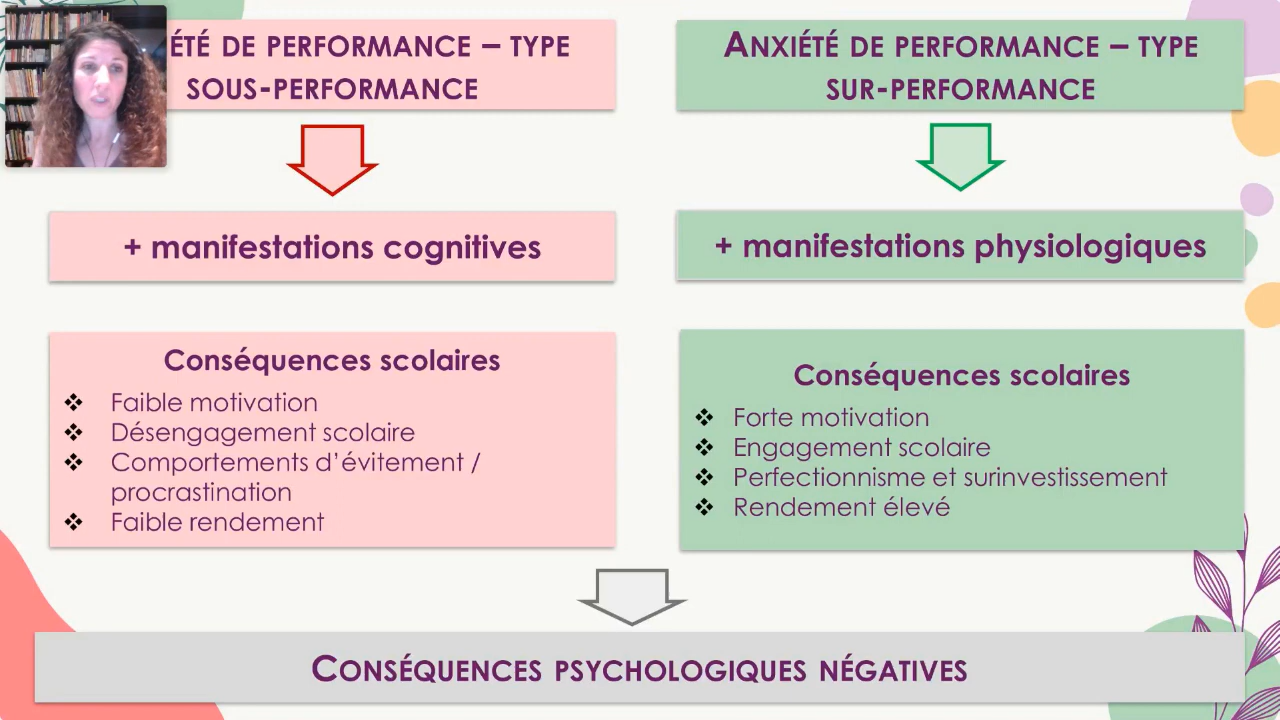 ÉTÉ DE PERFORMANCE – TYPE
SOUS-PERFORMANCE
+ manifestations cognitives
Conséquences scolaires
❖ Faible motivation
❖ Désengagement scolaire
❖ Comportements d’évitement /
procrastination
❖ Faible rendement
ANXIÉTÉ DE PERFORMANCE – TYPE
SUR-PERFORMANCE
+ manifestations physiologiques
Conséquences scolaires
❖ Forte motivation
❖ Engagement scolaire
❖ Perfectionnisme et surinvestissement
❖ Rendement élevé
CONSÉQUENCES PSYCHOLOGIQUES NÉGATIVES